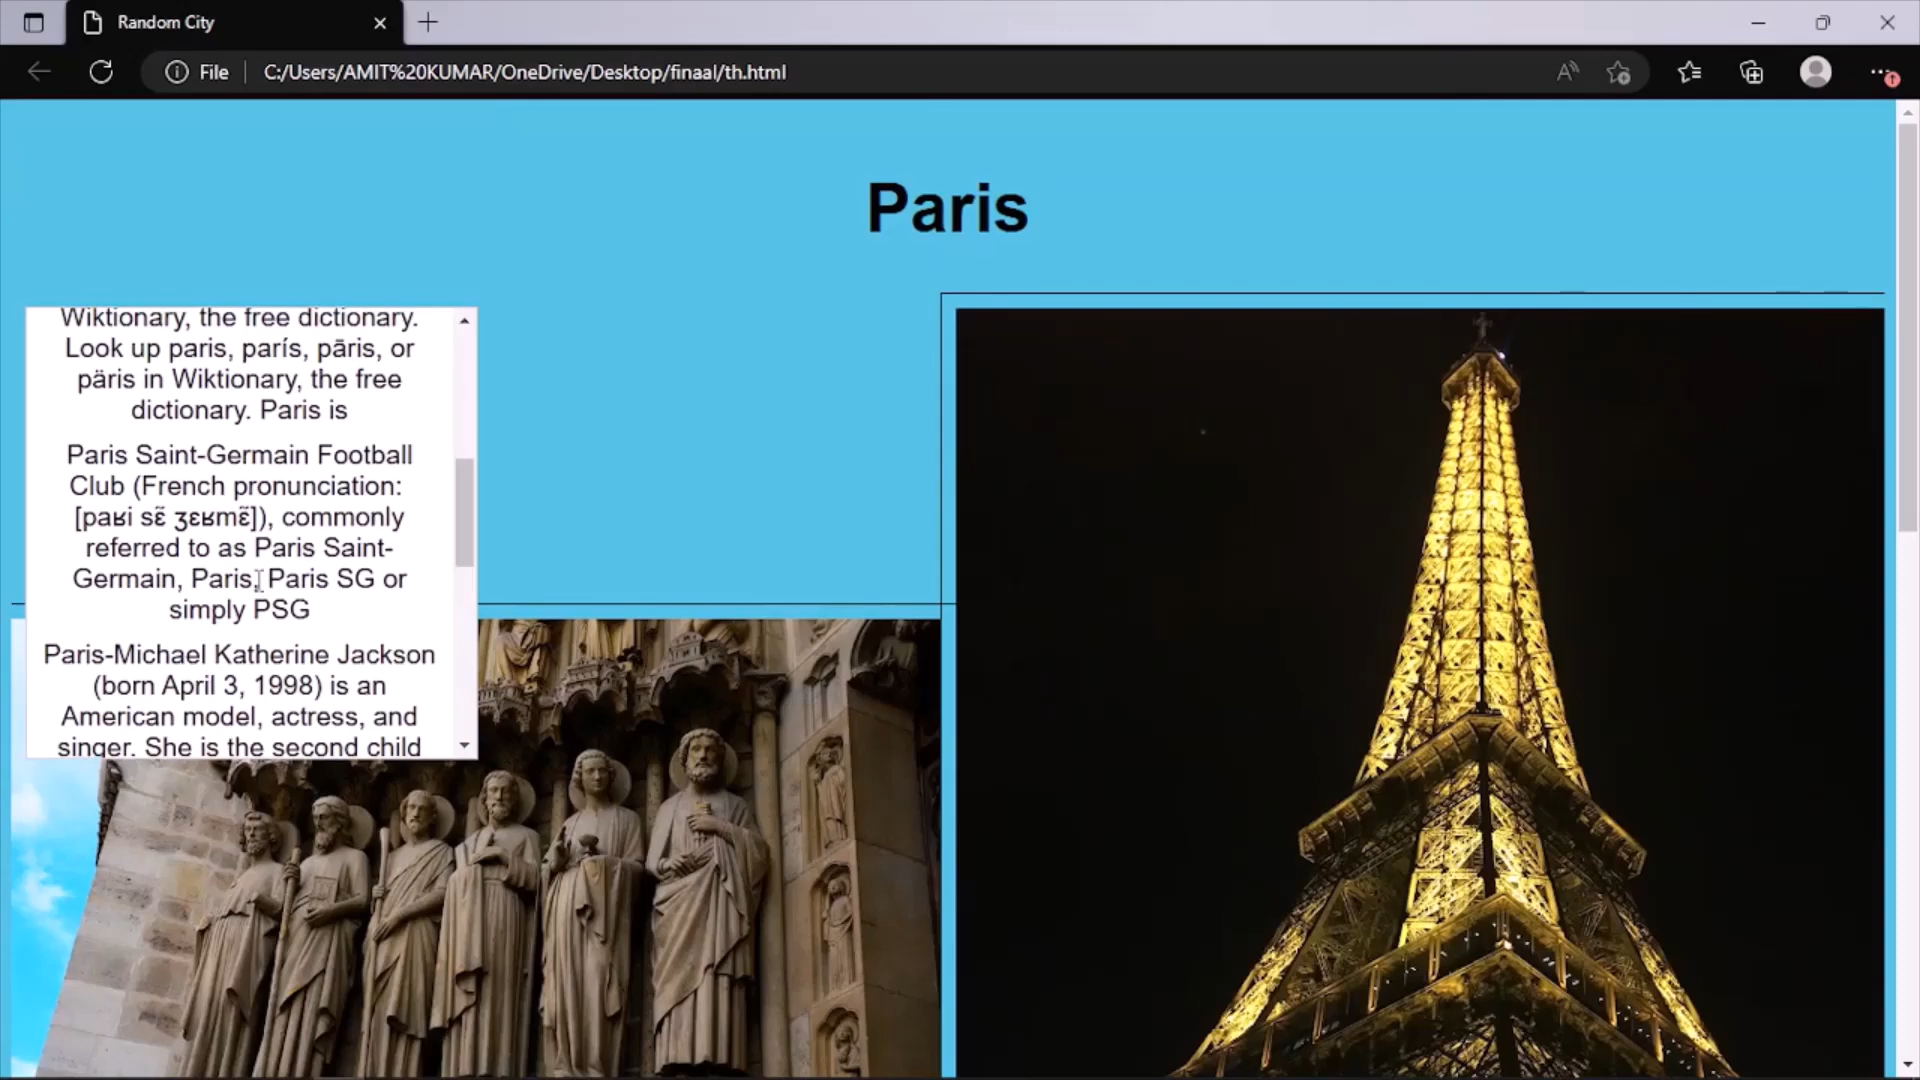 Random City
File
C:/Users/AMIT%20KUMAR/OneDrive/Desktop/finaal/th.html
Paris
Wiktionary, the free dictionary.
Look up paris, parís, pāris, or
päris in Wiktionary, the free
dictionary. Paris is
Paris Saint-Germain Football
Club (French pronunciation:
[paʁi sɛ̃ ʒɛʁmɛ̃]), commonly
referred to as Paris Saint-
Germain, Paris, Paris SG or
simply PSG
Paris-Michael Katherine Jackson
(born April 3, 1998) is an
American model, actress, and
singer. She is the second child